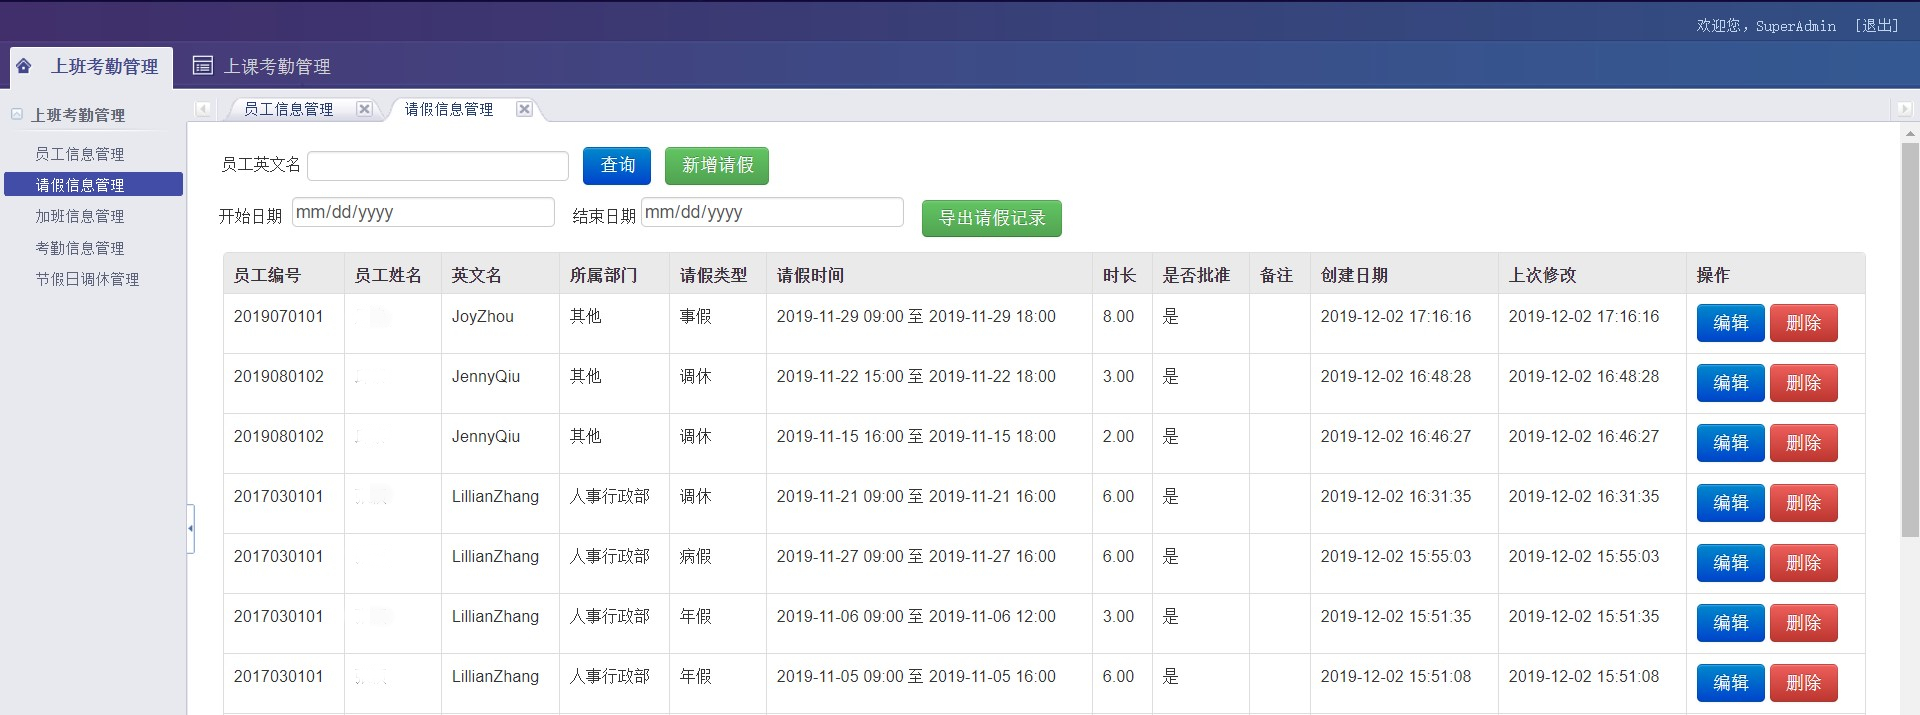 欢迎您，SuperAdmin [退出]
上班考勤管理 上课考勤管理
上班考勤管理
员工信息管理
请假信息管理
加班信息管理
考勤信息管理
节假日调休管理
员工信息管理 请假信息管理
员工英文名 查询 新增请假
开始日期 mm/dd/yyyy 结束日期 mm/dd/yyyy 导出请假记录
员工编号 员工姓名 英文名 所属部门 请假类型 请假时间 时长 是否批准 备注 创建日期 上次修改 操作
2019070101 JoyZhou 其他 事假 2019-11-29 09:00 至 2019-11-29 18:00 8.00 是 2019-12-02 17:16:16 2019-12-02 17:16:16 编辑 删除
2019080102 JennyQiu 其他 调休 2019-11-22 15:00 至 2019-11-22 18:00 3.00 是 2019-12-02 16:48:28 2019-12-02 16:48:28 编辑 删除
2019080102 JennyQiu 其他 调休 2019-11-15 16:00 至 2019-11-15 18:00 2.00 是 2019-12-02 16:46:27 2019-12-02 16:46:27 编辑 删除
2017030101 LillianZhang 人事行政部 调休 2019-11-21 09:00 至 2019-11-21 16:00 6.00 是 2019-12-02 16:31:35 2019-12-02 16:31:35 编辑 删除
2017030101 LillianZhang 人事行政部 病假 2019-11-27 09:00 至 2019-11-27 16:00 6.00 是 2019-12-02 15:55:03 2019-12-02 15:55:03 编辑 删除
2017030101 LillianZhang 人事行政部 年假 2019-11-06 09:00 至 2019-11-06 12:00 3.00 是 2019-12-02 15:51:35 2019-12-02 15:51:35 编辑 删除
2017030101 LillianZhang 人事行政部 年假 2019-11-05 09:00 至 2019-11-05 16:00 6.00 是 2019-12-02 15:51:08 2019-12-02 15:51:08 编辑 删除